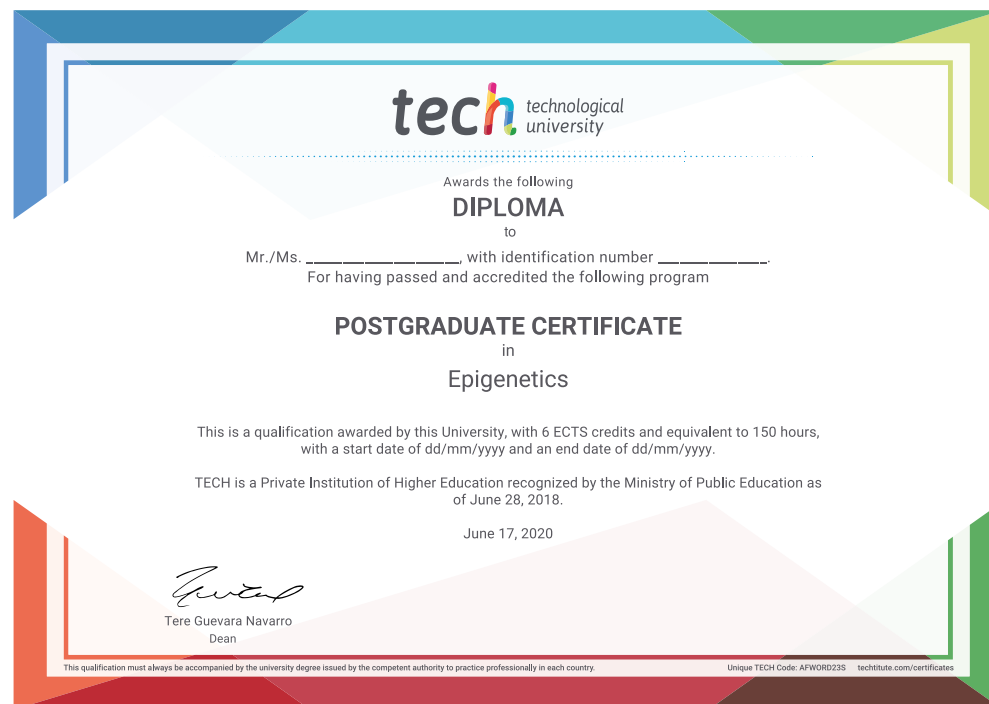 tech technological
university
Awards the following
DIPLOMA
to
Mr./Ms. ____________________, with identification number ______________.
For having passed and accredited the following program
POSTGRADUATE CERTIFICATE
in
Epigenetics
This is a qualification awarded by this University, with 6 ECTS credits and equivalent to 150 hours,
with a start date of dd/mm/yyyy and an end date of dd/mm/yyyy.
TECH is a Private Institution of Higher Education recognized by the Ministry of Public Education as
of June 28, 2018.
June 17, 2020
Tere Guevara Navarro
Dean
This qualification must always be accompanied by the university degree issued by the competent authority to practice professionally in each country.
Unique TECH Code: AFWORD23S techtitute.com/certificates